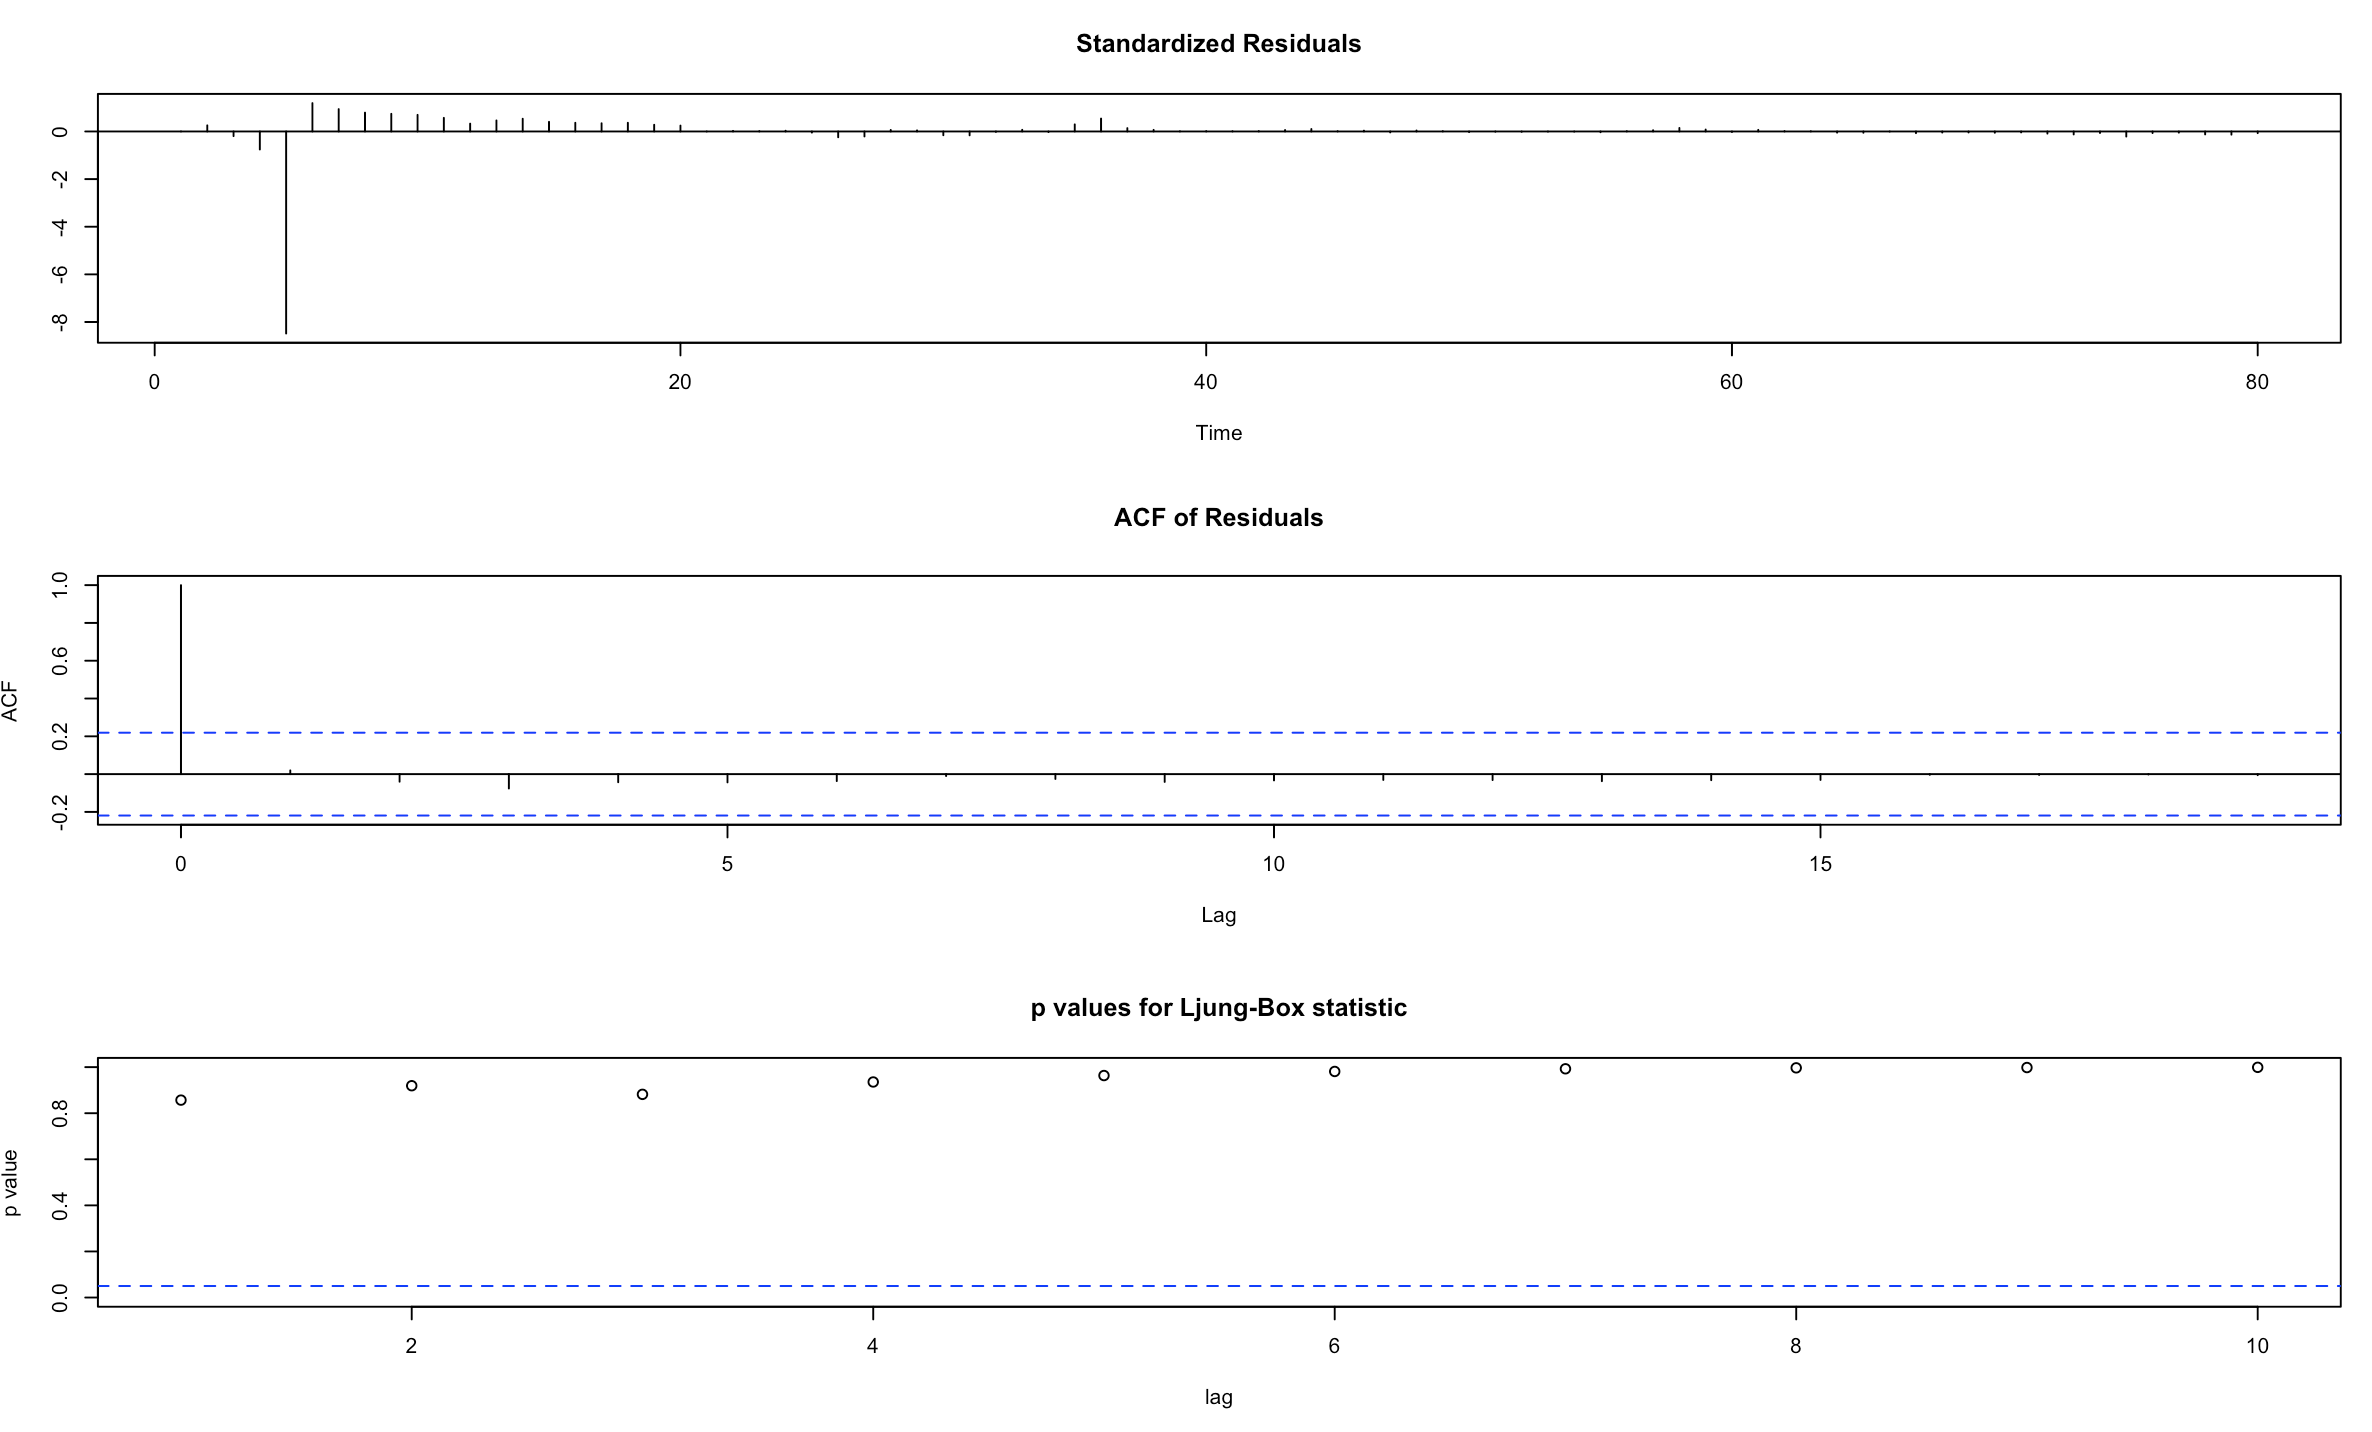 Standardized Residuals
0
-2
-4
-6
-8
0 20 40 60 80
Time
ACF of Residuals
ACF
1.0
0.6
0.2
-0.2
0 5 10 15
Lag
p values for Ljung-Box statistic
p value
0.8
0.4
0.0
2 4 6 8 10
lag